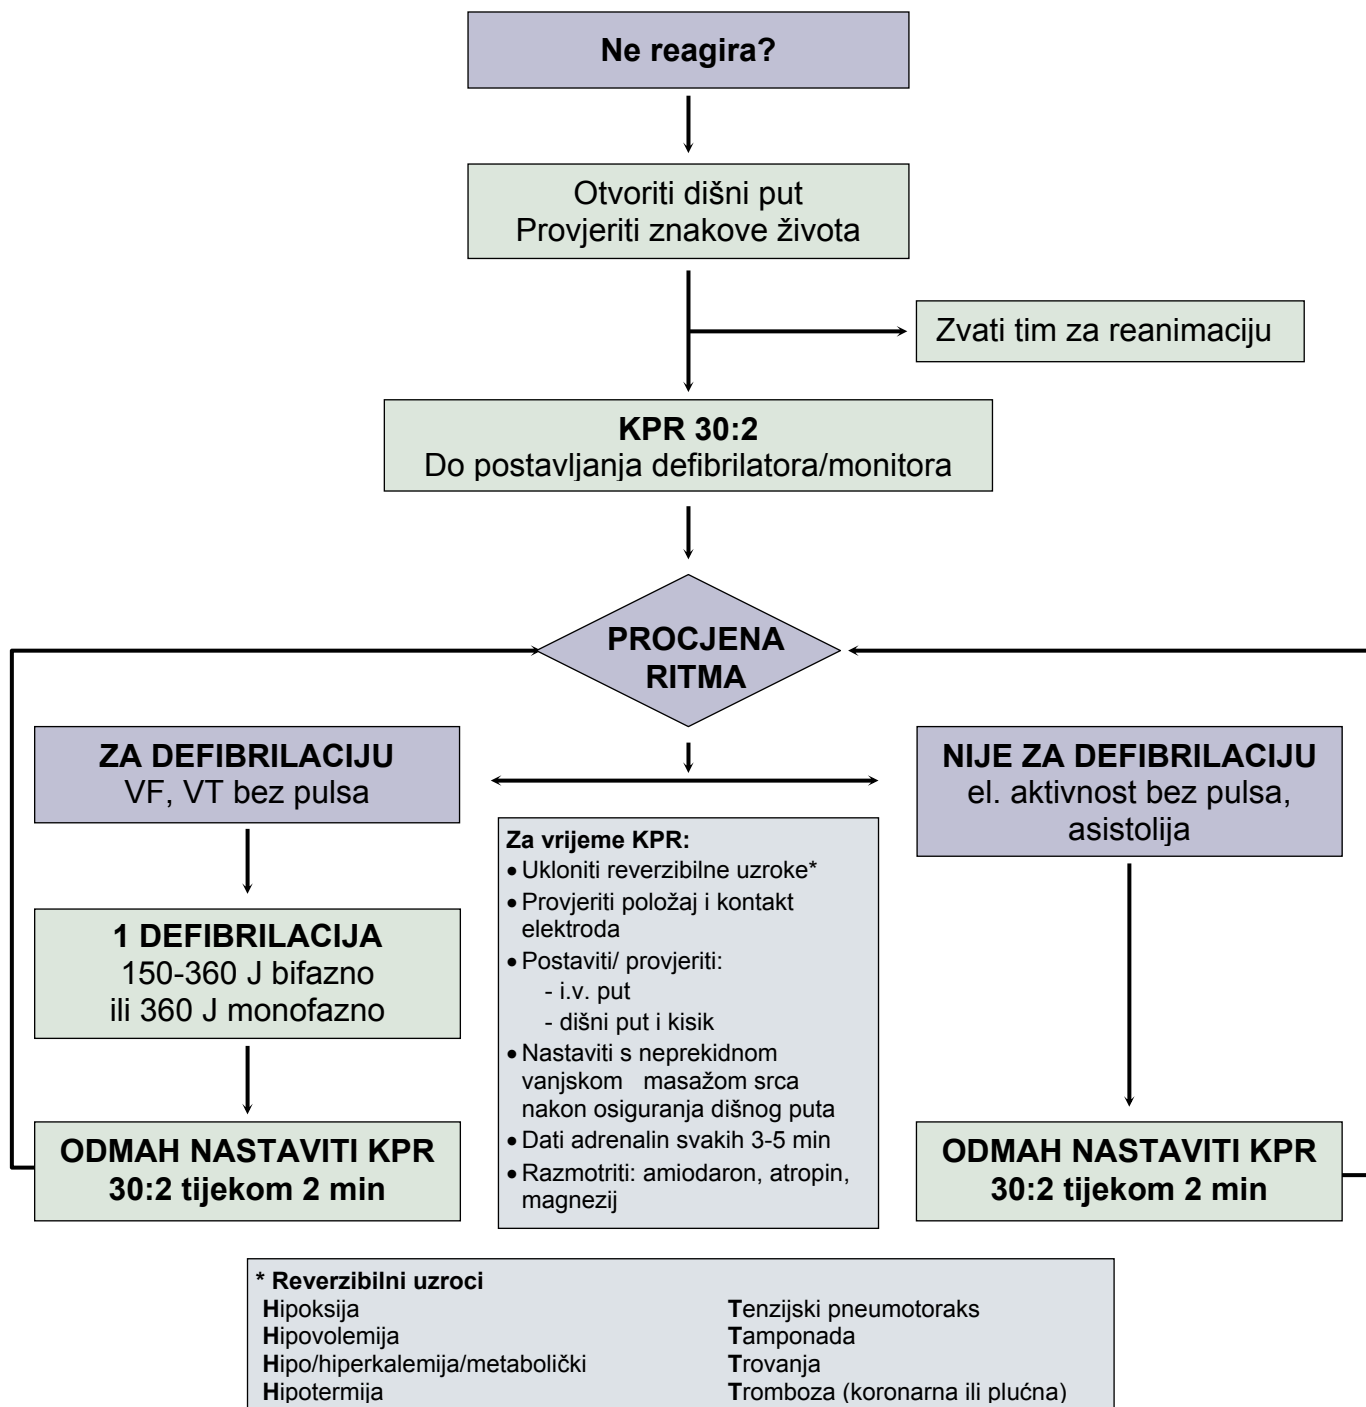 Ne reagira?
Otvoriti dišni put
Provjeriti znakove života
Zvati tim za reanimaciju
KPR 30:2
Do postavljanja defibrilatora/monitora
PROCJENA
RITMA
ZA DEFIBRILACIJU
VF, VT bez pulsa
NIJE ZA DEFIBRILACIJU
el. aktivnost bez pulsa,
asistolija
1 DEFIBRILACIJA
150-360 J bifazno
ili 360 J monofazno
Za vrijeme KPR:
• Ukloniti reverzibilne uzroke*
• Provjeriti položaj i kontakt
elektroda
• Postaviti/ provjeriti:
- i.v. put
- dišni put i kisik
• Nastaviti s neprekidnom
vanjskom masažom srca
nakon osiguranja dišnog puta
• Dati adrenalin svakih 3-5 min
• Razmotriti: amiodaron, atropin,
magnezij
ODMAH NASTAVITI KPR
30:2 tijekom 2 min
ODMAH NASTAVITI KPR
30:2 tijekom 2 min
* Reverzibilni uzroci
Hipoksija
Hipovolemija
Hipo/hiperkalemija/metabolički
Hipotermija
Tenzijski pneumotoraks
Tamponada
Trovanja
Tromboza (koronarna ili plućna)